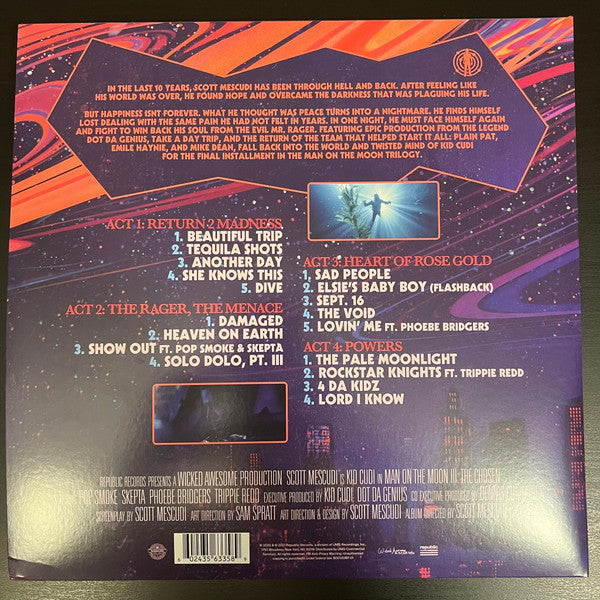 IN THE LAST 10 YEARS, SCOTT MESCUDI HAS BEEN THROUGH HELL AND BACK. AFTER FEELING LIKE
HIS WORLD WAS OVER, HE FOUND HOPE AND OVERCAME THE DARKNESS THAT WAS PLAGUING HIS LIFE.
BUT HAPPINESS ISNT FOREVER. WHAT HE THOUGHT WAS PEACE TURNS INTO A NIGHTMARE. HE FINDS HIMSELF
LOST DEALING WITH THE SAME PAIN HE HAD NOT FELT IN YEARS. IN ONE NIGHT, HE MUST FACE HIMSELF AGAIN
AND FIGHT TO WIN BACK HIS SOUL FROM THE EVIL MR. RAGER. FEATURING EPIC PRODUCTION FROM THE LEGEND
DOT DA GENIUS, TAKE A DAY TRIP, AND THE RETURN OF THE TEAM THAT HELPED START IT ALL: PLAIN PAT,
EMILE HAYNIE, AND MIKE DEAN, FALL BACK INTO THE WORLD AND TWISTED MIND OF KID CUDI
FOR THE FINAL INSTALLMENT IN THE MAN ON THE MOON TRILOGY.
ACT 1: RETURN 2 MADNESS
1. BEAUTIFUL TRIP
2. TEQUILA SHOTS
3. ANOTHER DAY
4. SHE KNOWS THIS
5. DIVE
ACT 2: THE RAGER, THE MENACE
1. DAMAGED
2. HEAVEN ON EARTH
3. SHOW OUT FT. POP SMOKE & SKEPTA
4. SOLO DOLO, PT. III
ACT 3: HEART OF ROSE GOLD
1. SAD PEOPLE
2. ELSIE'S BABY BOY (FLASHBACK)
3. SEPT. 16
4. THE VOID
5. LOVIN' ME FT. PHOEBE BRIDGERS
ACT 4: POWERS
1. THE PALE MOONLIGHT
2. ROCKSTAR KNIGHTS FT. TRIPPIE REDD
3. 4 DA KIDZ
4. LORD I KNOW
REPUBLIC RECORDS PRESENTS A WICKED AWESOME PRODUCTION SCOTT MESCUDI IS KID CUDI IN MAN ON THE MOON III: THE CHOSEN
SMOKE SKEPTA PHOEBE BRIDGERS TRIPPIE REDD EXECUTIVE PRODUCED BY KID CUDI, DOT DA GENIUS CO EXECUTIVE PRODUCED BY
SCREENPLAY BY SCOTT MESCUDI ART DIRECTION BY SAM SPRATT ART DIRECTION & DESIGN BY SCOTT MESCUDI ALBUM DIRECTED BY SCOTT
6 02435 63358 9
republic